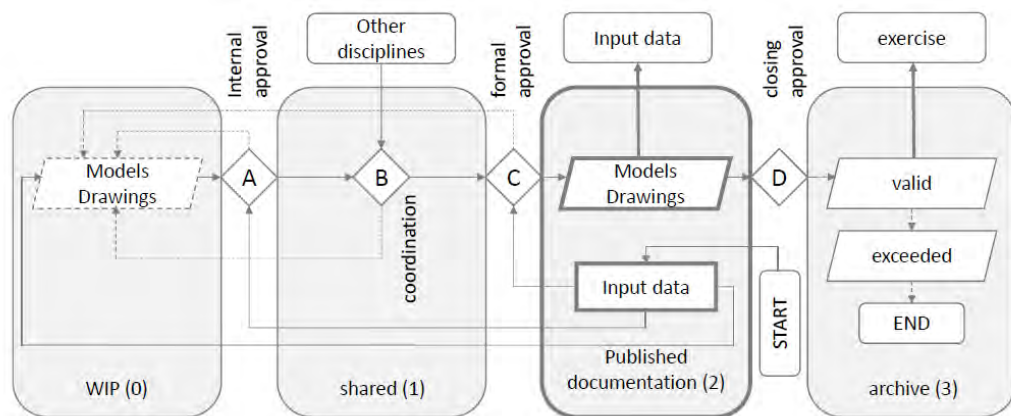 Other
disciplines
Input data
exercise
Internal
approval
formal
approval
closing
approval
Models
Drawings
A
B
C
Models
Drawings
D
valid
coordination
exceeded
Input data
START
END
WIP (0)
shared (1)
Published
documentation (2)
archive (3)